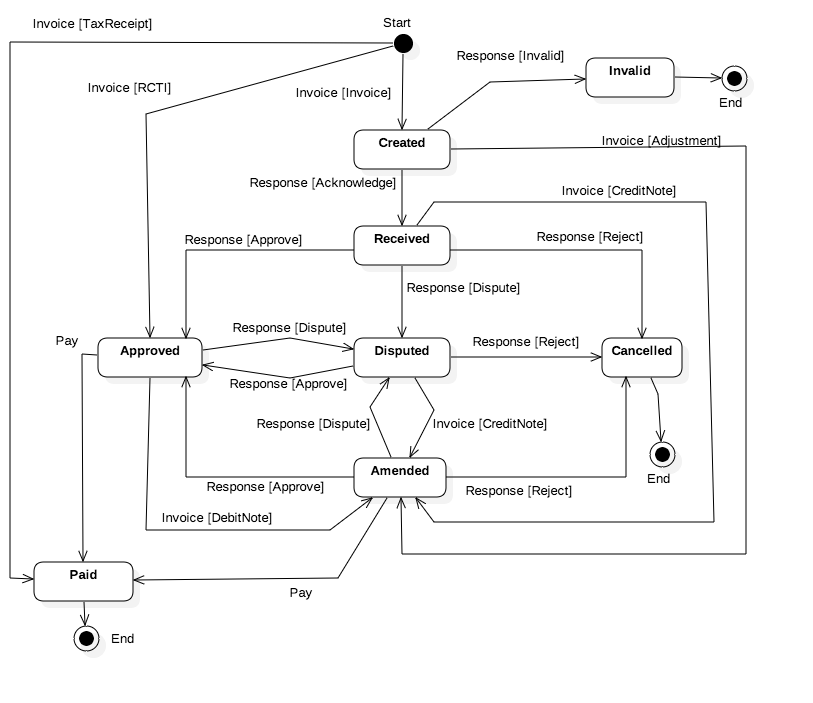 Start
Invoice [TaxReceipt]
Response [Invalid]
Invalid
Invoice [RCTI]
Invoice [Invoice]
End
Created
Invoice [Adjustment]
Response [Acknowledge]
Invoice [CreditNote]
Received
Response [Approve]
Response [Reject]
Response [Dispute]
Response [Dispute]
Pay
Approved
Disputed
Response [Reject]
Cancelled
Response [Approve]
Response [Dispute]
Invoice [CreditNote]
Amended
End
Response [Approve]
Response [Reject]
Invoice [DebitNote]
Paid
Pay
End